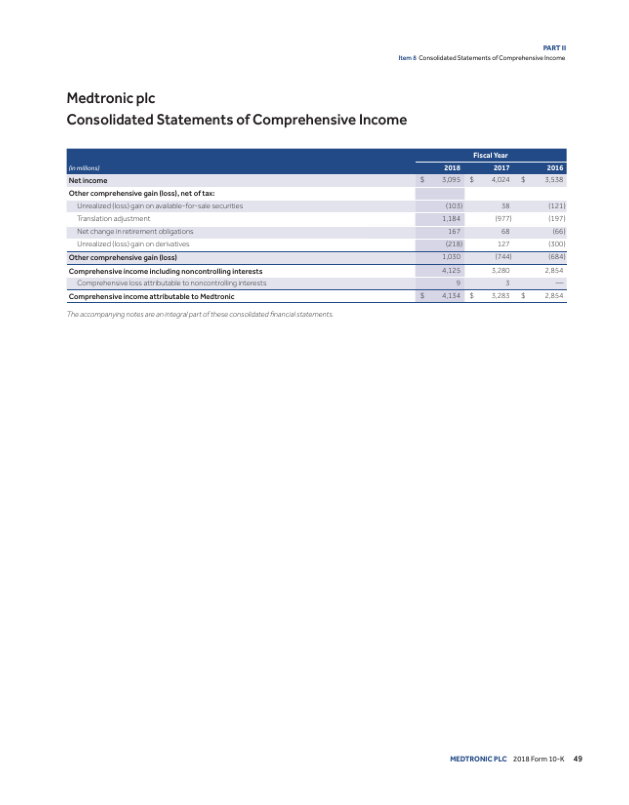 PART II
Item 8 Consolidated Statements of Comprehensive Income
Medtronic plc
Consolidated Statements of Comprehensive Income
Fiscal Year
(in millions) 2018 2017 2016
Net income $ 3,095 $ 4,024 $ 3,538
Other comprehensive gain (loss), net of tax:
Unrealized (loss) gain on available-for-sale securities (103) 38 (121)
Translation adjustment 1,184 (977) (197)
Net change in retirement obligations 167 68 (66)
Unrealized (loss) gain on derivatives (218) 127 (300)
Other comprehensive gain (loss) 1,030 (744) (684)
Comprehensive income including noncontrolling interests 4,125 3,280 2,854
Comprehensive loss attributable to noncontrolling interests 9 3 —
Comprehensive income attributable to Medtronic $ 4,134 $ 3,283 $ 2,854
The accompanying notes are an integral part of these consolidated financial statements.
MEDTRONIC PLC 2018 Form 10-K 49